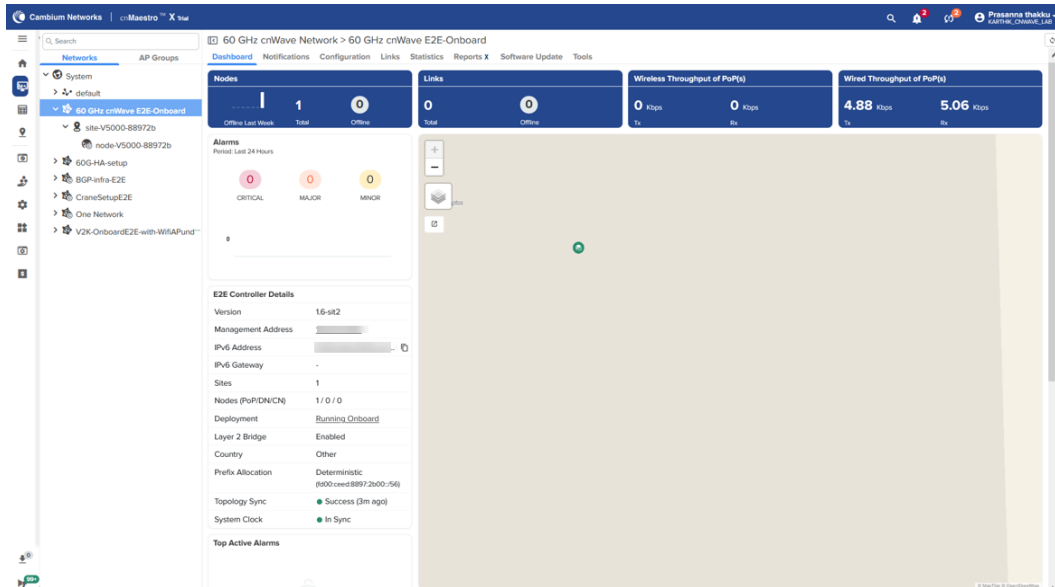 Cambium Networks | cnMaestro™ X Trial
2
2
Prasanna thakku
KARTHIK_CNWAVE_LAB
Search
Networks
AP Groups
System
default
60 GHz cnWave E2E-Onboard
site-V5000-88972b
node-V5000-88972b
60G-HA-setup
BGP-infra-E2E
CraneSetupE2E
One Network
V2K-OnboardE2E-with-WifiAPund
0
99+
60 GHz cnWave Network > 60 GHz cnWave E2E-Onboard
Dashboard Notifications Configuration Links Statistics Reports X Software Update Tools
Nodes
1
0
Offline Last Week
Total
Offline
Links
0
0
Total
Offline
Wireless Throughput of PoP(s)
0 Kbps
0 Kbps
Tx
Rx
Wired Throughput of PoP(s)
4.88 Kbps
5.06 Kbps
Tx
Rx
Alarms
Period: Last 24 Hours
0
0
0
CRITICAL
MAJOR
MINOR
0
E2E Controller Details
Version 1.6-sit2
Management Address
IPv6 Address
IPv6 Gateway -
Sites 1
Nodes (PoP/DN/CN) 1 / 0 / 0
Deployment Running Onboard
Layer 2 Bridge Enabled
Country Other
Prefix Allocation Deterministic
(fd00:ceed:8897:2b00::/56)
Topology Sync Success (3m ago)
System Clock In Sync
Top Active Alarms
+
−
© MapTiler © OpenStreetMap